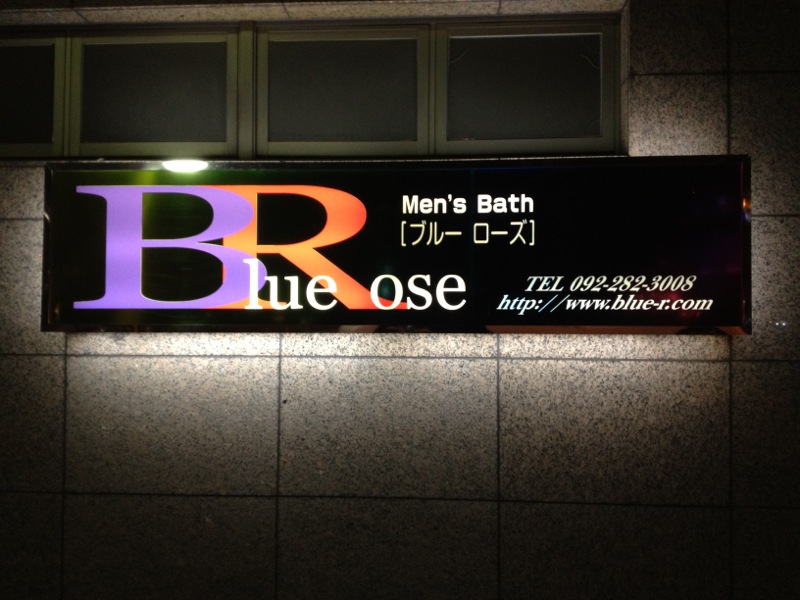 Blue Rose
Men's Bath
[ブルー ローズ]
TEL 092-282-3008
http://www.blue-r.com